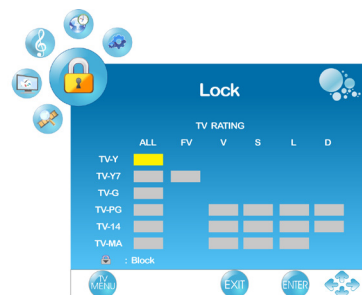 Lock
TV RATING
ALL FV V S L D
TV-Y
TV-Y7
TV-G
TV-PG
TV-14
TV-MA
: Block
TV MENU EXIT ENTER